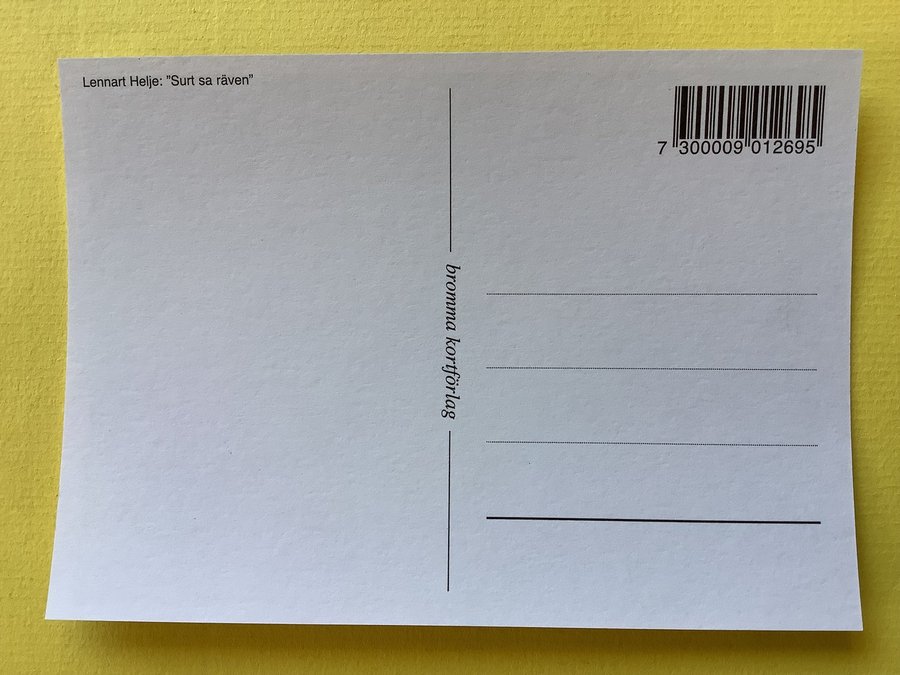 Lennart Helje: "Surt sa räven"
bromma kortförlag
7 300009 012695